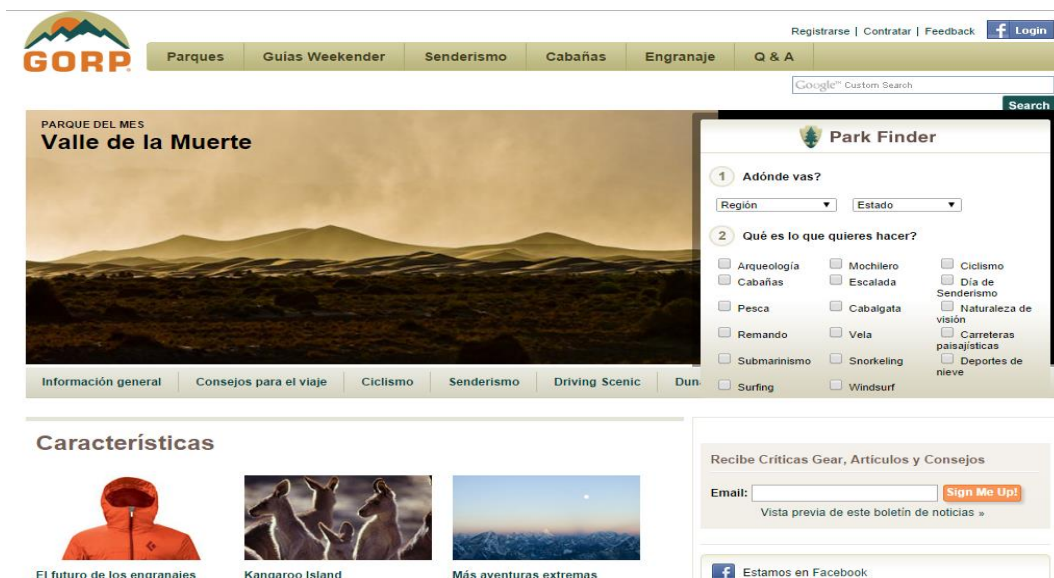 Registrarse | Contratar | Feedback
f Login
GORP
Parques Guías Weekender Senderismo Cabañas Engranaje Q & A
Google™ Custom Search
Search
PARQUE DEL MES
Valle de la Muerte
Park Finder
1 Adónde vas?
Región ▼ Estado ▼
2 Qué es lo que quieres hacer?
Arqueología Mochilero Ciclismo
Cabañas Escalada Día de
Senderismo
Pesca Cabalgata Naturaleza de
visión
Remando Vela Carreteras
paisajísticas
Submarinismo Snorkeling Deportes de
nieve
Surfing Windsurf
Información general Consejos para el viaje Ciclismo Senderismo Driving Scenic Dun
Características
El futuro de los engranajes
Kangaroo Island
Más aventuras extremas
Recibe Críticas Gear, Artículos y Consejos
Email: Sign Me Up!
Vista previa de este boletín de noticias »
f Estamos en Facebook